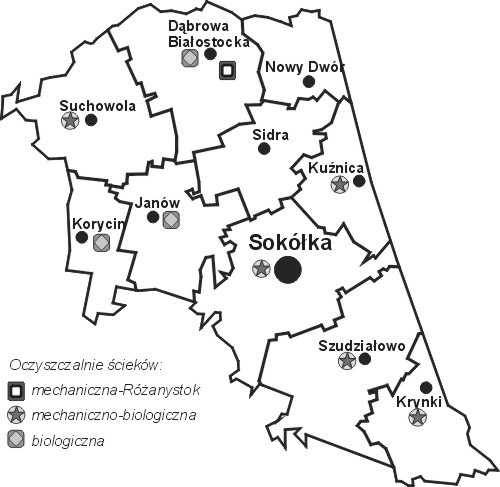 Dąbrowa
Białostocka
Nowy Dwór
Suchowola
Sidra
Kuźnica
Janów
Korycin
Sokółka
Szudziałowo
Krynki
Oczyszczalnie ścieków:
mechaniczna-Różanystok
mechaniczno-biologiczna
biologiczna